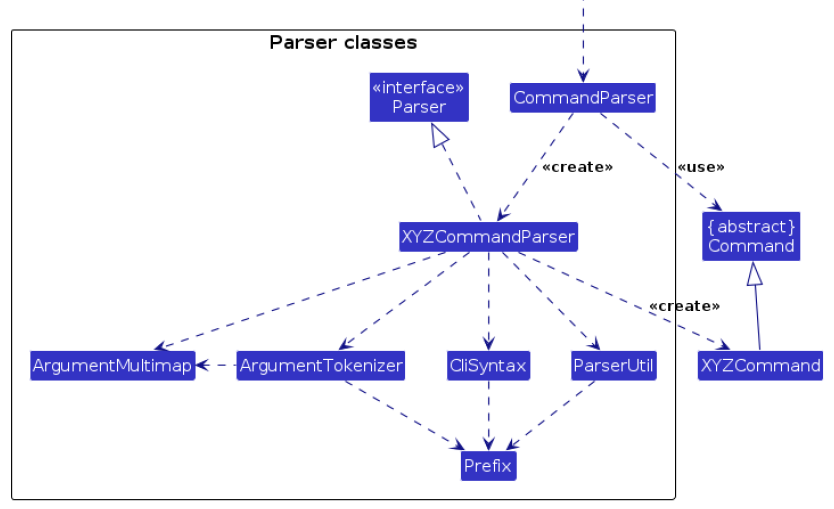 Parser classes
«interface»
Parser
CommandParser
«create»
«use»
{abstract}
Command
XYZCommandParser
«create»
ArgumentMultimap
ArgumentTokenizer
CliSyntax
ParserUtil
XYZCommand
Prefix